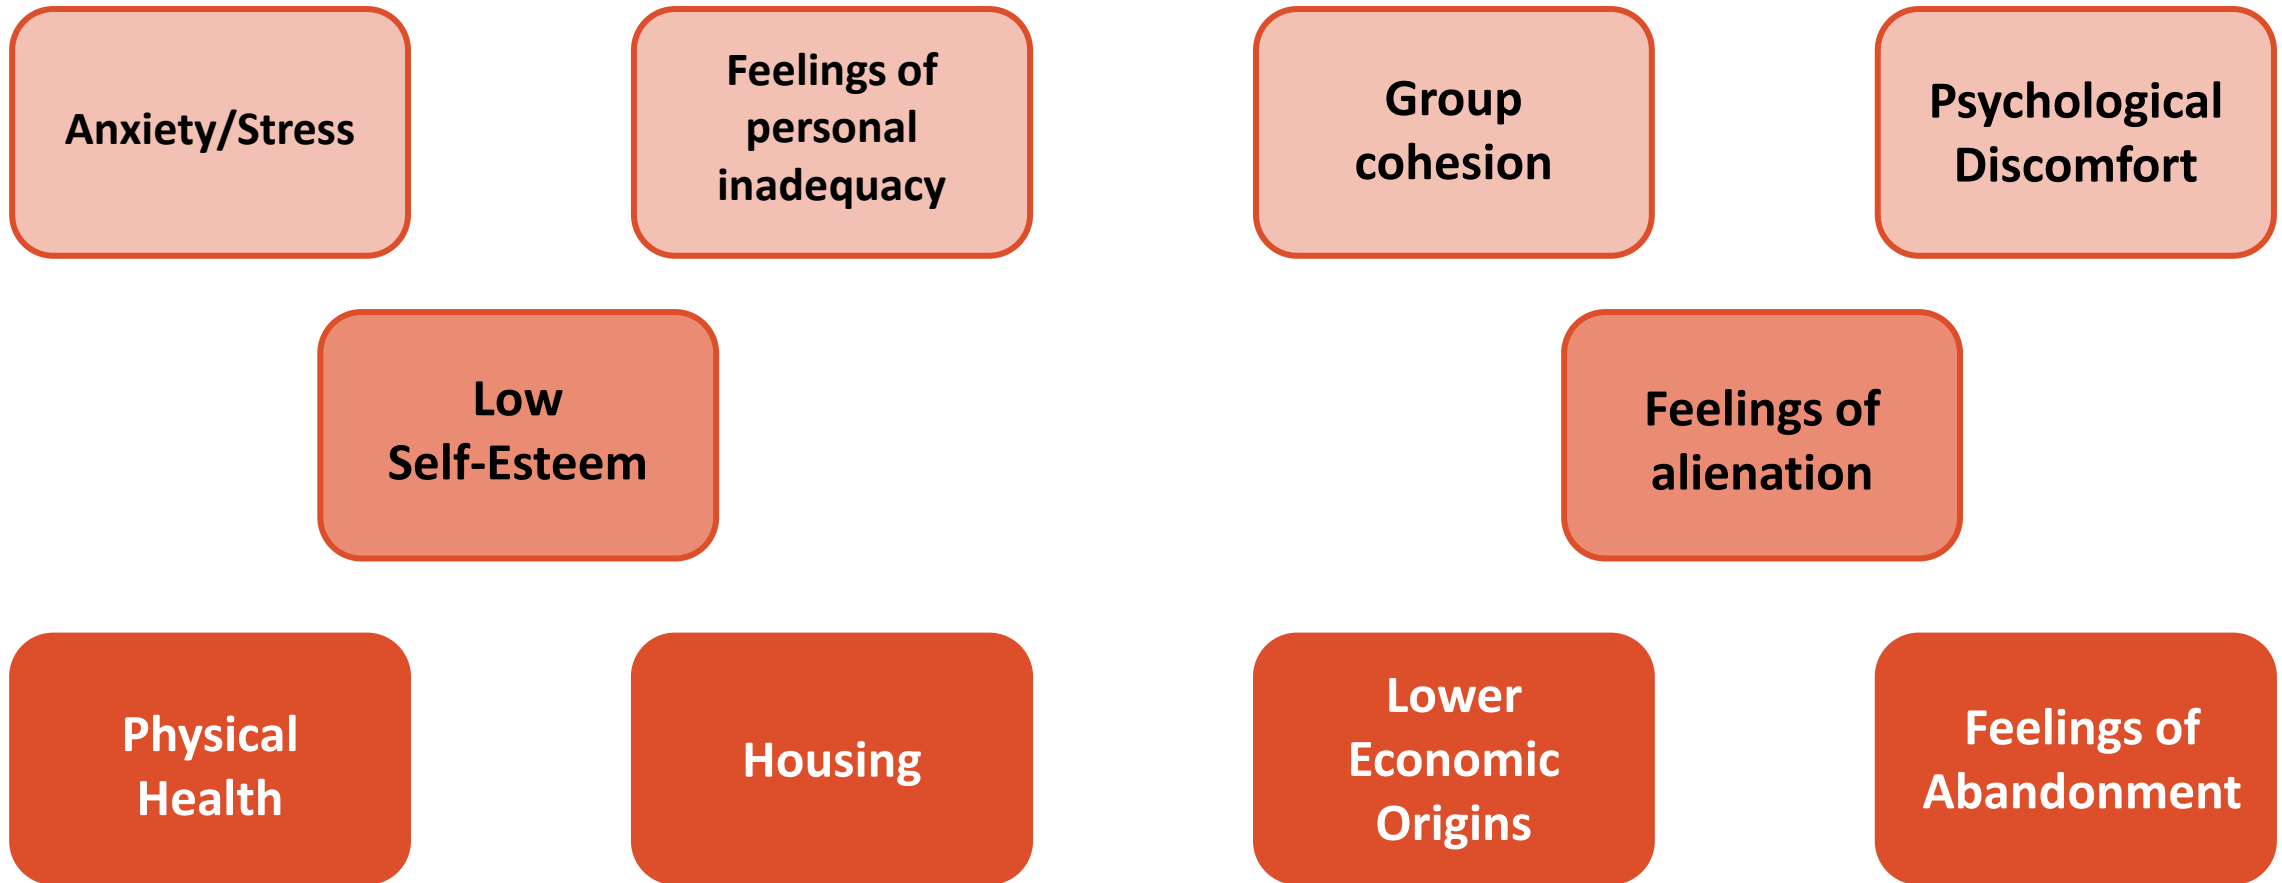 Anxiety/Stress
Feelings of
personal
inadequacy
Group
cohesion
Psychological
Discomfort
Low
Self-Esteem
Feelings of
alienation
Physical
Health
Housing
Lower
Economic
Origins
Feelings of
Abandonment